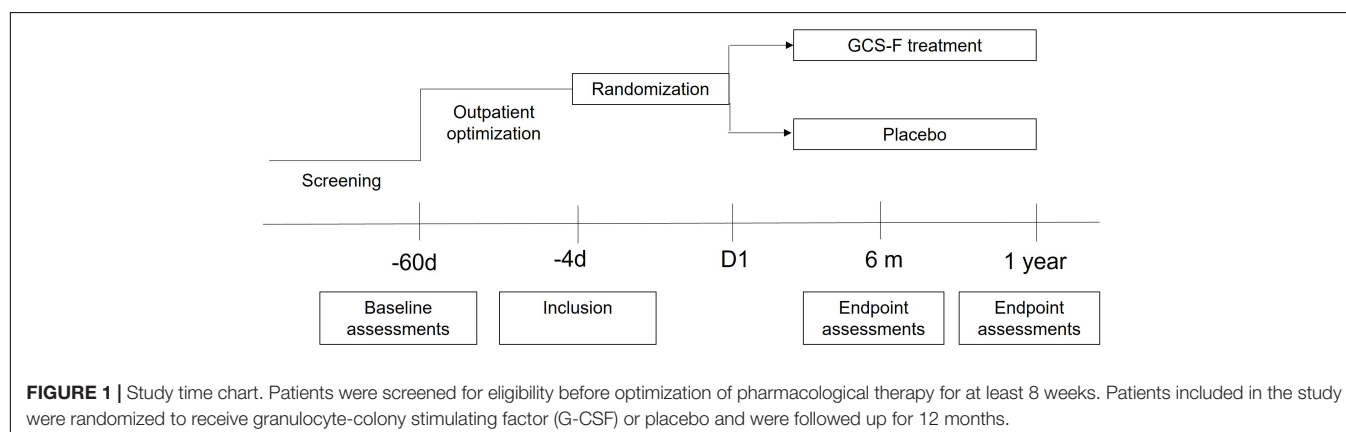 GCS-F treatment
Randomization
Outpatient
optimization
Placebo
Screening
-60d
-4d
D1
6 m
1 year
Baseline
assessments
Inclusion
Endpoint
assessments
Endpoint
assessments
FIGURE 1 | Study time chart. Patients were screened for eligibility before optimization of pharmacological therapy for at least 8 weeks. Patients included in the study
were randomized to receive granulocyte-colony stimulating factor (G-CSF) or placebo and were followed up for 12 months.